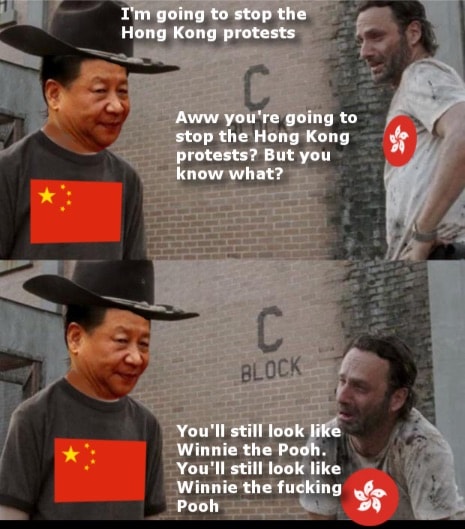 I'm going to stop the
Hong Kong protests
C
Aww you're going to
stop the Hong Kong
protests? But you
know what?
C
BLOCK
You'll still look like
Winnie the Pooh.
You'll still look like
Winnie the fucking
Pooh